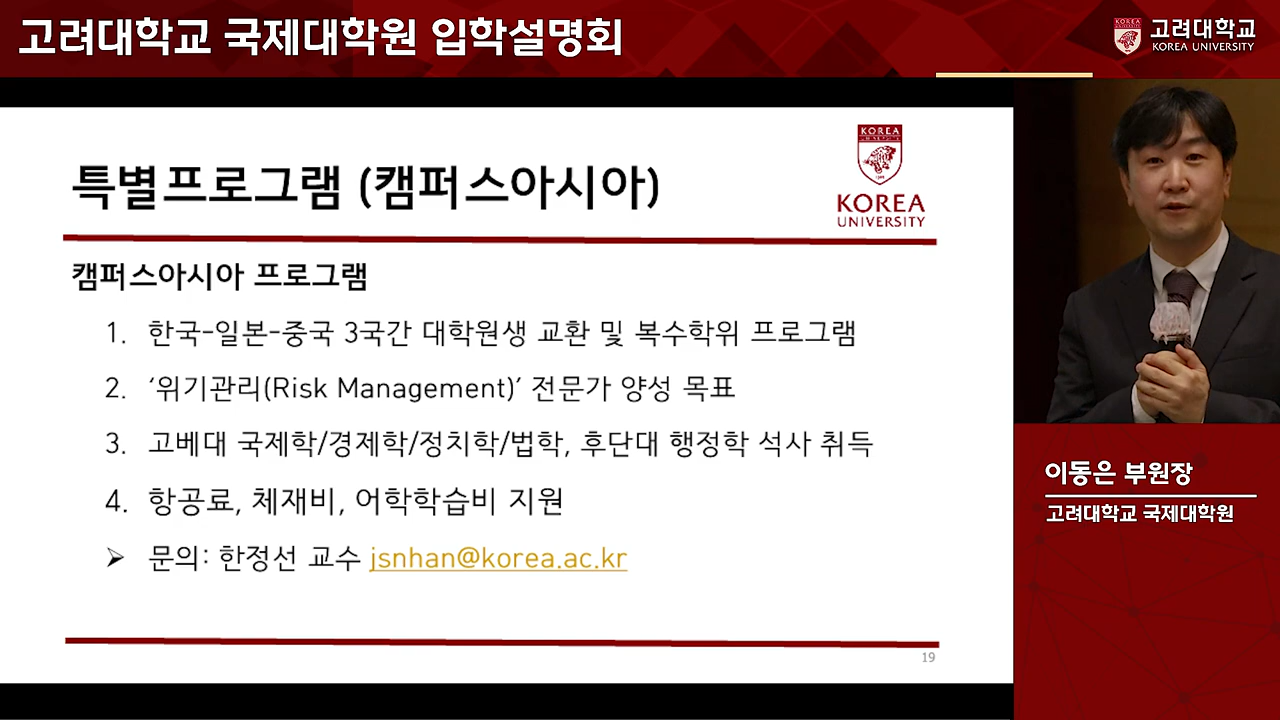 고려대학교 국제대학원 입학설명회
KOREA
고려대학교
KOREA UNIVERSITY
특별프로그램 (캠퍼스아시아)
KOREA
KOREA
UNIVERSITY
캠퍼스아시아 프로그램
1. 한국-일본-중국 3국간 대학원생 교환 및 복수학위 프로그램
2. ‘위기관리(Risk Management)’ 전문가 양성 목표
3. 고베대 국제학/경제학/정치학/법학, 후단대 행정학 석사 취득
4. 항공료, 체재비, 어학학습비 지원
➢ 문의: 한정선 교수 jsnhan@korea.ac.kr
19
이동은 부원장
고려대학교 국제대학원